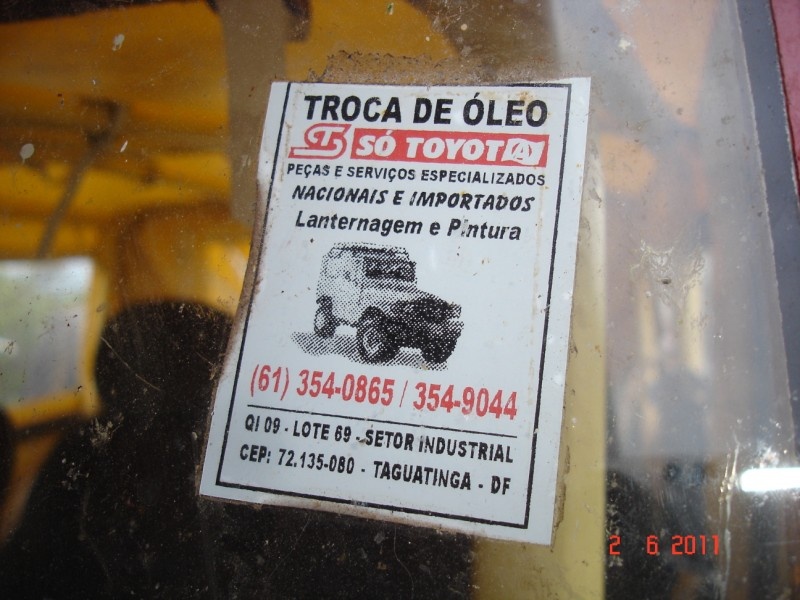 TROCA DE ÓLEO
ST SÓ TOYOTA
PEÇAS E SERVIÇOS ESPECIALIZADOS
NACIONAIS E IMPORTADOS
Lanternagem e Pintura
(61) 354-0865 / 354-9044
QI 09 - LOTE 69 - SETOR INDUSTRIAL
CEP: 72.135-080 - TAGUATINGA - DF
2 6 2011